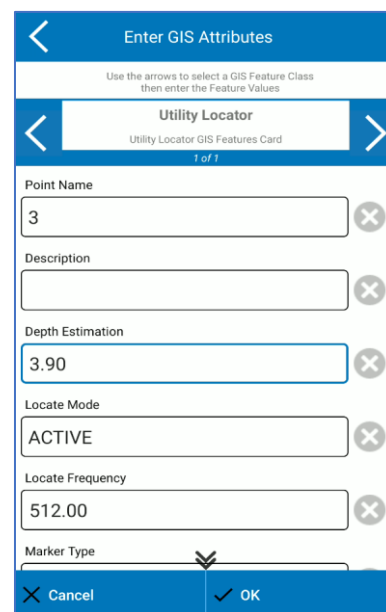 Enter GIS Attributes
Use the arrows to select a GIS Feature Class
then enter the Feature Values
Utility Locator
Utility Locator GIS Features Card
1 of 1
Point Name
3
Description
Depth Estimation
3.90
Locate Mode
ACTIVE
Locate Frequency
512.00
Marker Type
Cancel
OK